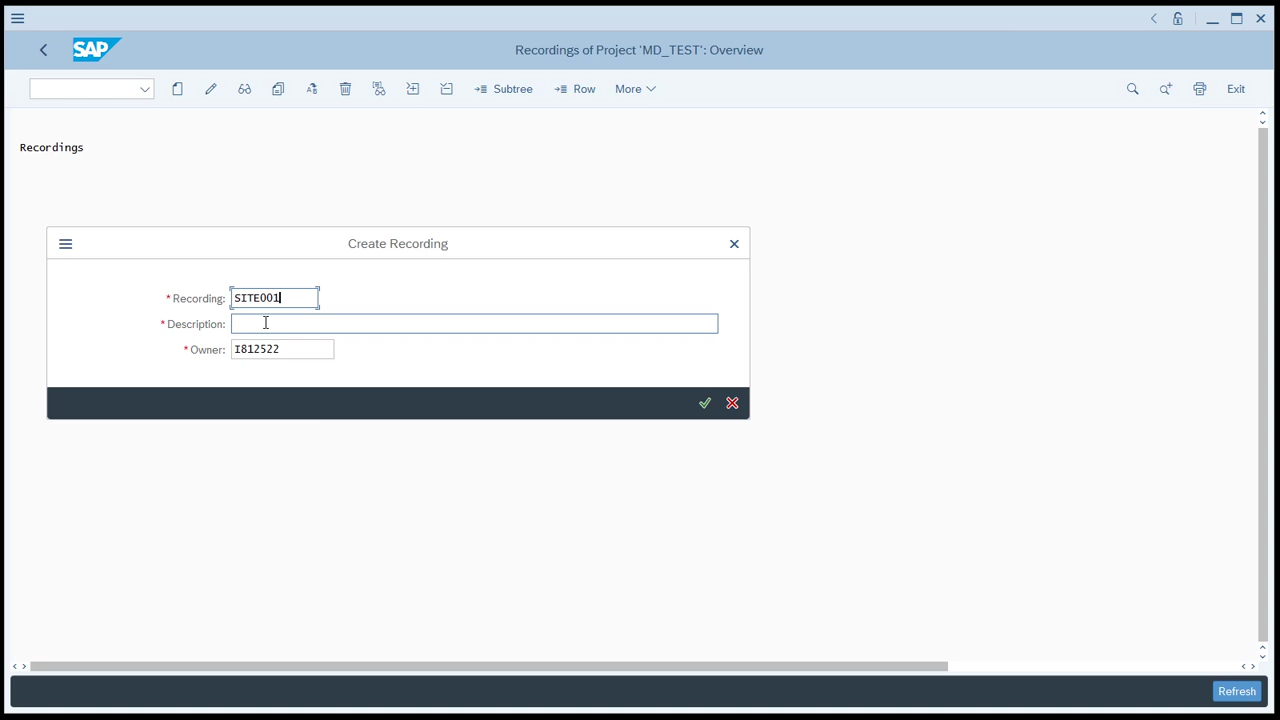 SAP
Recordings of Project 'MD_TEST': Overview
Subtree Row More Exit
Recordings
Create Recording
* Recording: SITE001
* Description:
* Owner: I812522
Refresh